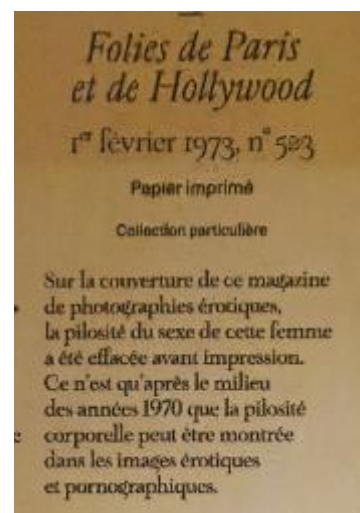 Folies de Paris
et de Hollywood
1er février 1973, n° 523
Papier imprimé
Collection particulière
Sur la couverture de ce magazine
de photographies érotiques,
la pilosité du sexe de cette femme
a été effacée avant impression.
Ce n'est qu'après le milieu
des années 1970 que la pilosité
corporelle peut être montrée
dans les images érotiques
et pornographiques.